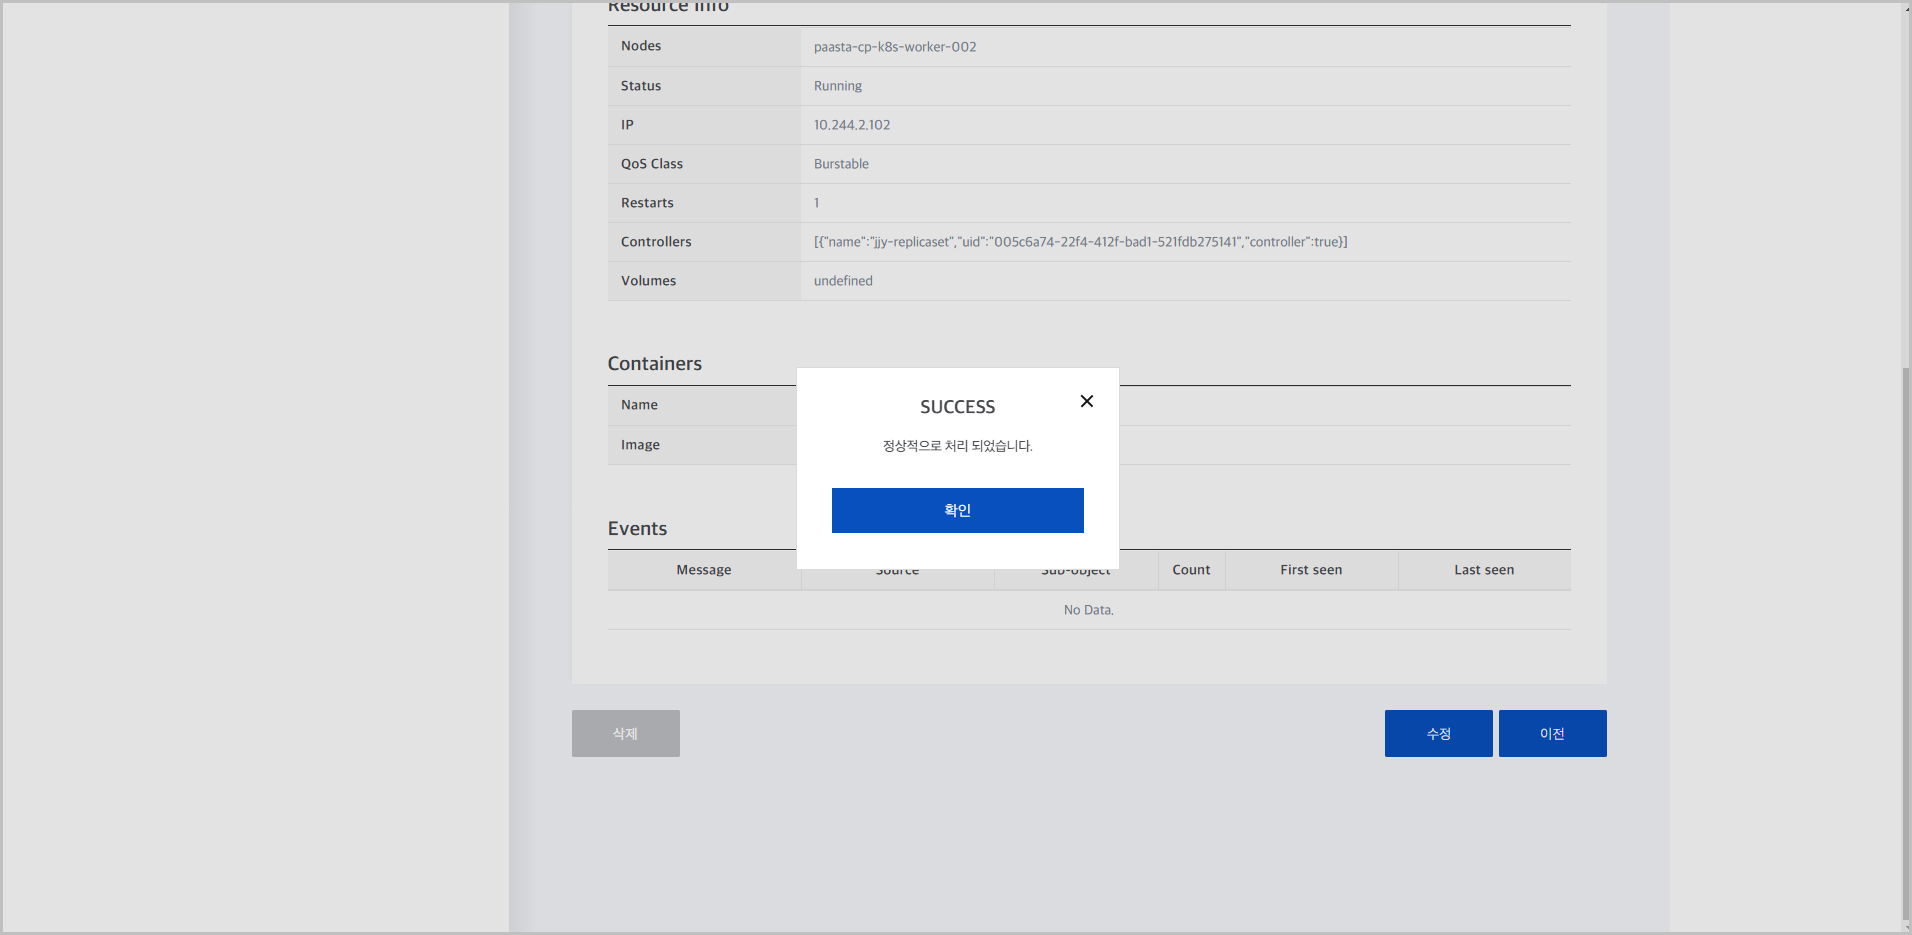 Resource Info
Nodes paasta-cp-k8s-worker-002
Status Running
IP 10.244.2.102
QoS Class Burstable
Restarts 1
Controllers [{"name":"jjy-replicaset","uid":"005c6a74-22f4-412f-bad1-521fdb275141","controller":true}]
Volumes undefined
Containers
Name
Image
SUCCESS
정상적으로 처리 되었습니다.
확인
Events
Message Source Sub-object Count First seen Last seen
No Data.
삭제 수정 이전